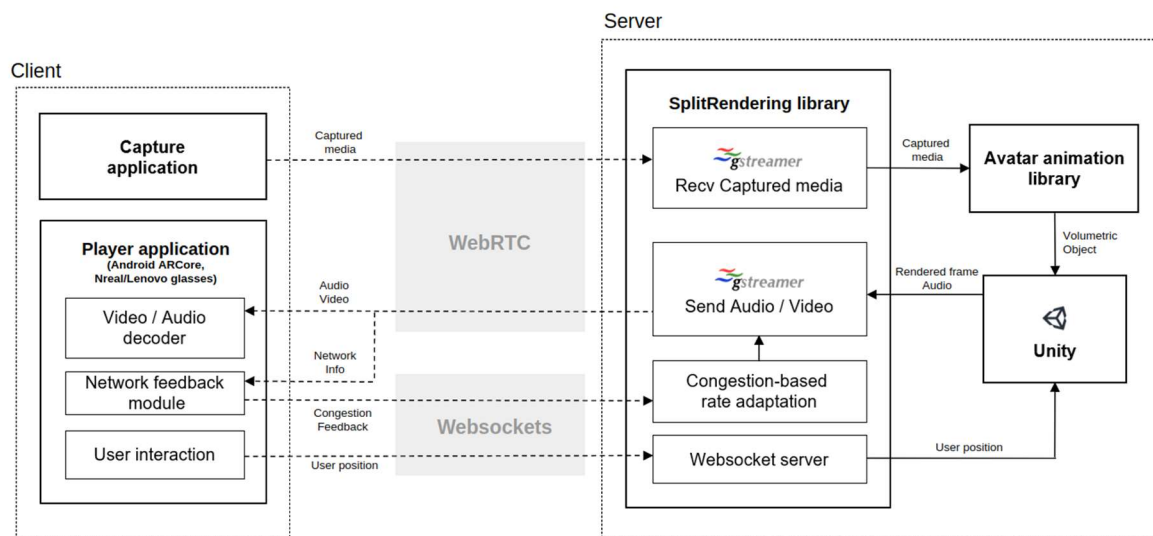 Server
Client
SplitRendering library
Capture
application
Captured
media
gstreamer
Recv Captured media
Captured
media
Avatar animation
library
WebRTC
Player application
(Android ARCore,
Nreal/Lenovo glasses)
Volumetric
Object
Audio
Video
gstreamer
Send Audio / Video
Rendered frame
Audio
Video / Audio
decoder
Unity
Network
Info
Network feedback
module
Congestion-based
rate adaptation
Congestion
Feedback
Websockets
User interaction
User position
Websocket server
User position